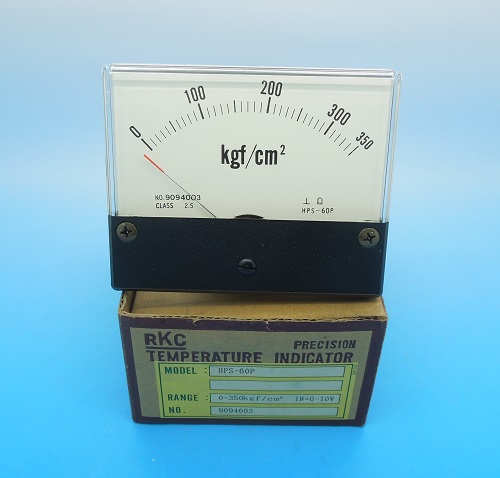 0 100 200 300 350
kgf/cm²
NO.9094003
CLASS 2.5
⊥ Ω
HPS-60P
RKC PRECISION
TEMPERATURE INDICATOR
MODEL : HPS-60P
RANGE : 0-350kgf/cm² IN=0-10V
NO. 9094003